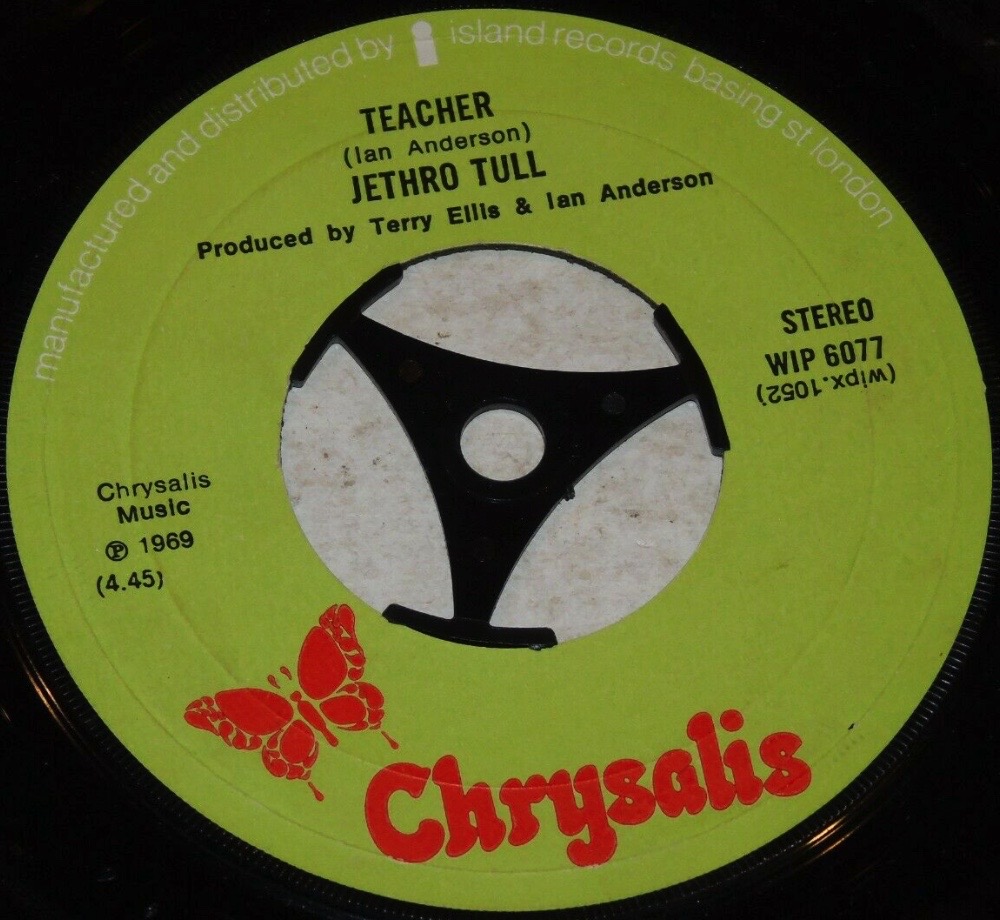 manufactured and distributed by i island records basing st london
TEACHER
(Ian Anderson)
JETHRO TULL
Produced by Terry Ellis & Ian Anderson
STEREO
WIP 6077
(wipx.1052)
Chrysalis
Music
℗ 1969
(4.45)
Chrysalis